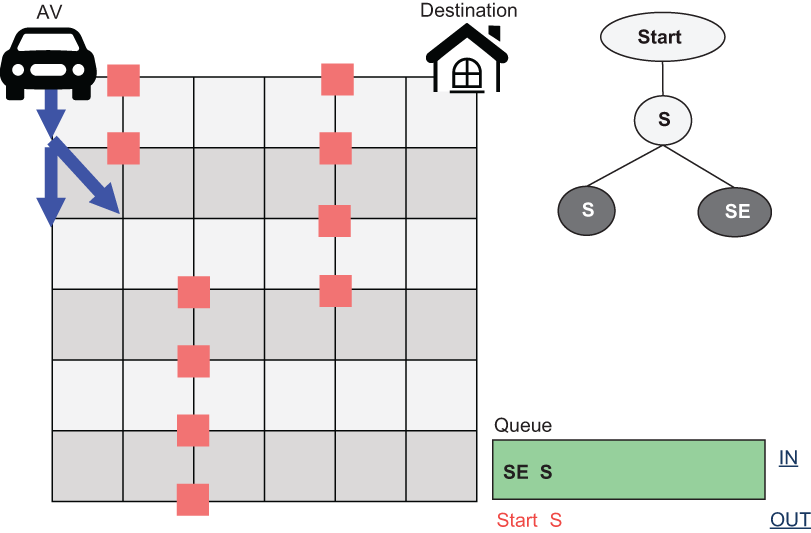 AV
Destination
Start
S
S
SE
Queue
SE S
IN
Start S
OUT